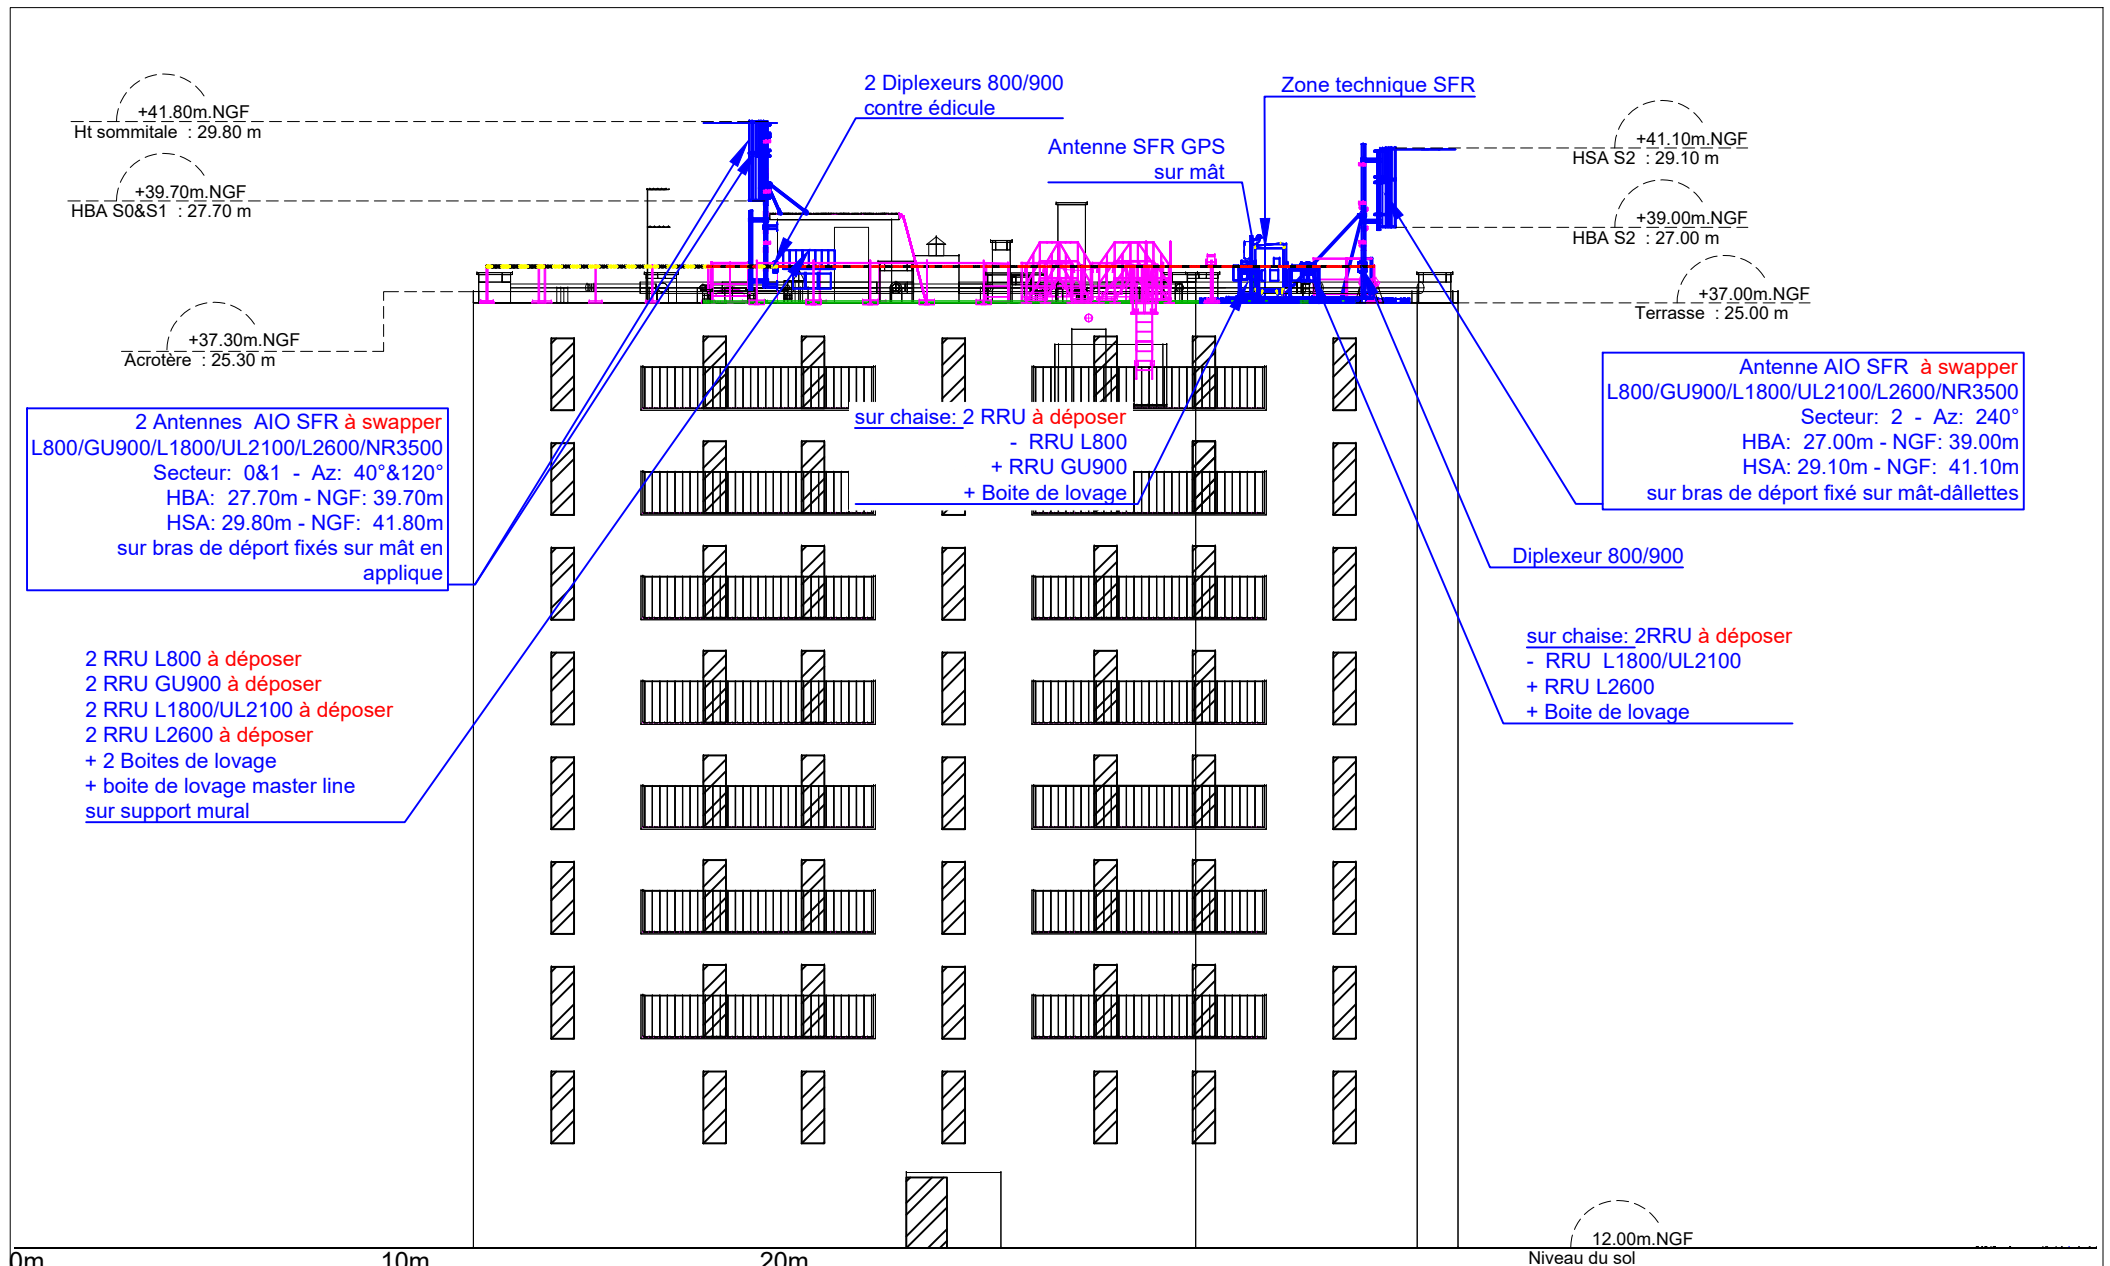 +41.80m.NGF
Ht sommitale : 29.80 m
+39.70m.NGF
HBA S0&S1 : 27.70 m
+37.30m.NGF
Acrotère : 25.30 m
2 Diplexeurs 800/900
contre édicule
Antenne SFR GPS
sur mât
Zone technique SFR
+41.10m.NGF
HSA S2 : 29.10 m
+39.00m.NGF
HBA S2 : 27.00 m
+37.00m.NGF
Terrasse : 25.00 m
2 Antennes AIO SFR à swapper
L800/GU900/L1800/UL2100/L2600/NR3500
Secteur: 0&1 - Az: 40°&120°
HBA: 27.70m - NGF: 39.70m
HSA: 29.80m - NGF: 41.80m
sur bras de déport fixés sur mât en
applique
sur chaise: 2 RRU à déposer
- RRU L800
+ RRU GU900
+ Boite de lovage
Antenne AIO SFR à swapper
L800/GU900/L1800/UL2100/L2600/NR3500
Secteur: 2 - Az: 240°
HBA: 27.00m - NGF: 39.00m
HSA: 29.10m - NGF: 41.10m
sur bras de déport fixé sur mât-dâllettes
Diplexeur 800/900
2 RRU L800 à déposer
2 RRU GU900 à déposer
2 RRU L1800/UL2100 à déposer
2 RRU L2600 à déposer
+ 2 Boites de lovage
+ boite de lovage master line
sur support mural
sur chaise: 2RRU à déposer
- RRU L1800/UL2100
+ RRU L2600
+ Boite de lovage
12.00m.NGF
Niveau du sol
0m
10m
20m